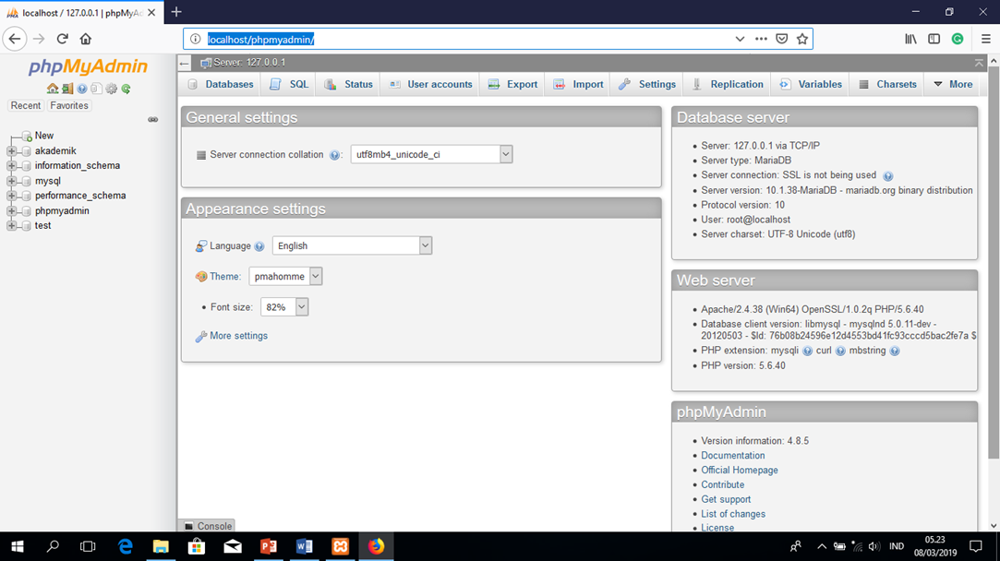 localhost / 127.0.0.1 | phpMyAd
localhost/phpmyadmin/
phpMyAdmin
Recent Favorites
New
akademik
information_schema
mysql
performance_schema
phpmyadmin
test
Server: 127.0.0.1
Databases SQL Status User accounts Export Import Settings Replication Variables Charsets More
General settings
Server connection collation : utf8mb4_unicode_ci
Appearance settings
Language English
Theme: pmahomme
Font size: 82%
More settings
Database server
Server: 127.0.0.1 via TCP/IP
Server type: MariaDB
Server connection: SSL is not being used
Server version: 10.1.38-MariaDB - mariadb.org binary distribution
Protocol version: 10
User: root@localhost
Server charset: UTF-8 Unicode (utf8)
Web server
Apache/2.4.38 (Win64) OpenSSL/1.0.2q PHP/5.6.40
Database client version: libmysql - mysqlnd 5.0.11-dev -
20120503 - $Id: 76b08b24596e12d4553bd41fc93cccd5bac2fe7a $
PHP extension: mysqli curl mbstring
PHP version: 5.6.40
phpMyAdmin
Version information: 4.8.5
Documentation
Official Homepage
Contribute
Get support
List of changes
License
Console
IND
05.23
08/03/2019